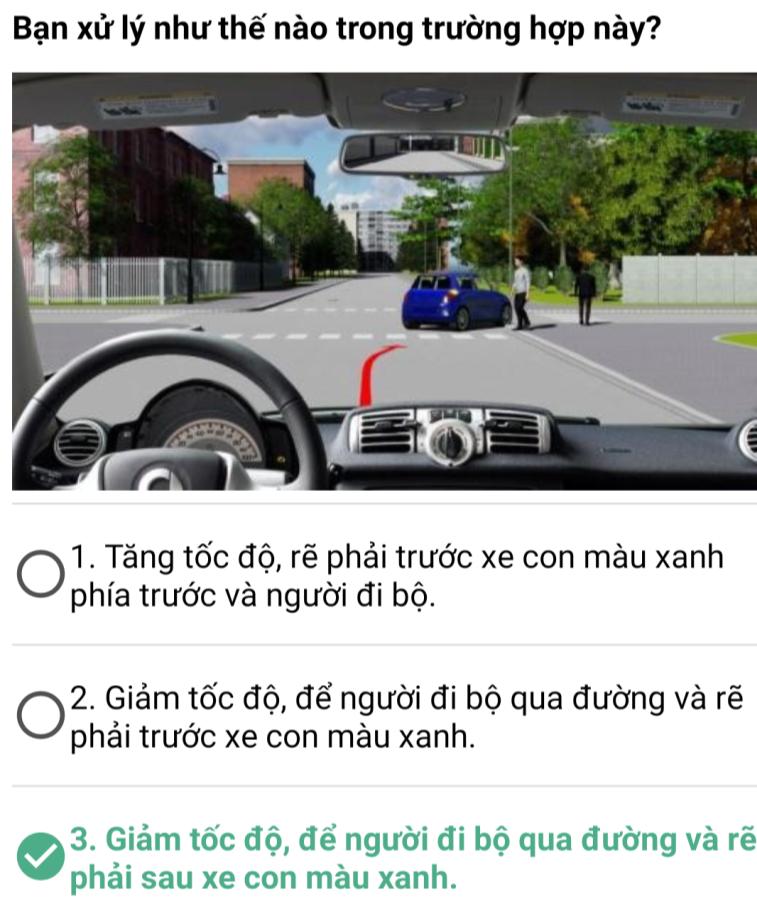 Bạn xử lý như thế nào trong trường hợp này?
1. Tăng tốc độ, rẽ phải trước xe con màu xanh
phía trước và người đi bộ.
2. Giảm tốc độ, để người đi bộ qua đường và rẽ
phải trước xe con màu xanh.
3. Giảm tốc độ, để người đi bộ qua đường và rẽ
phải sau xe con màu xanh.